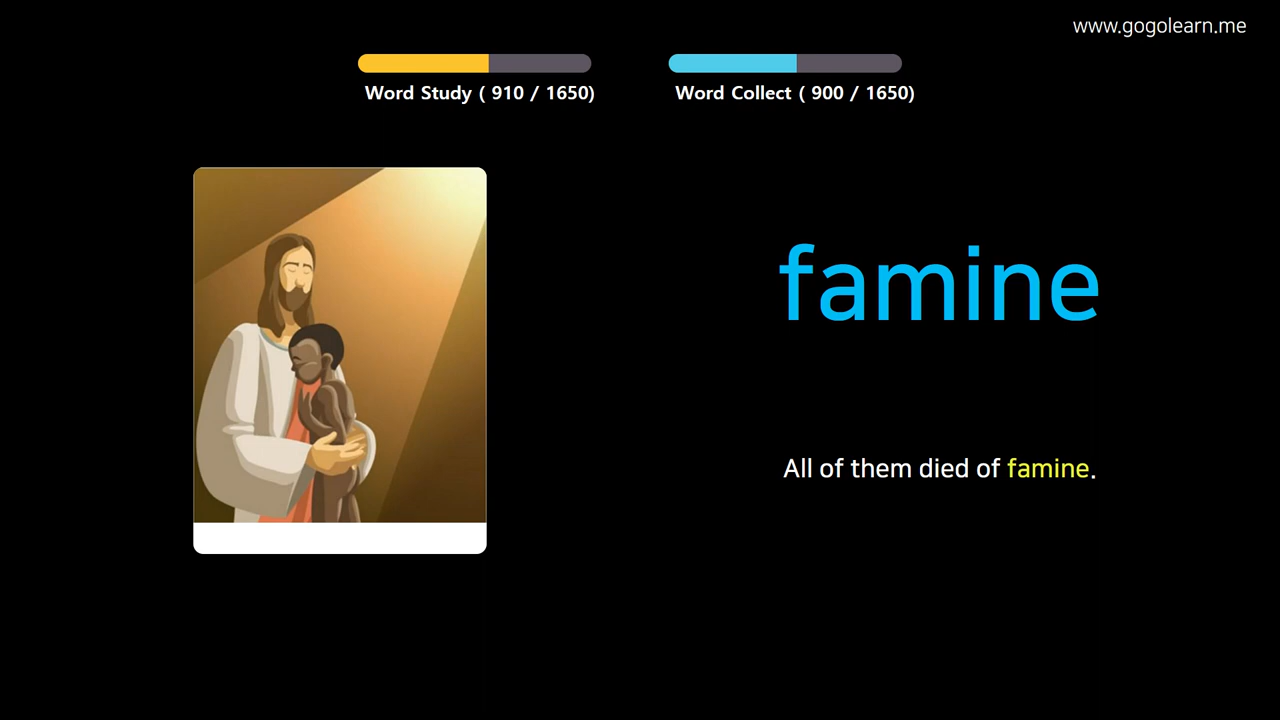 www.gogolearn.me
Word Study ( 910 / 1650)
Word Collect ( 900 / 1650)
famine
All of them died of famine.